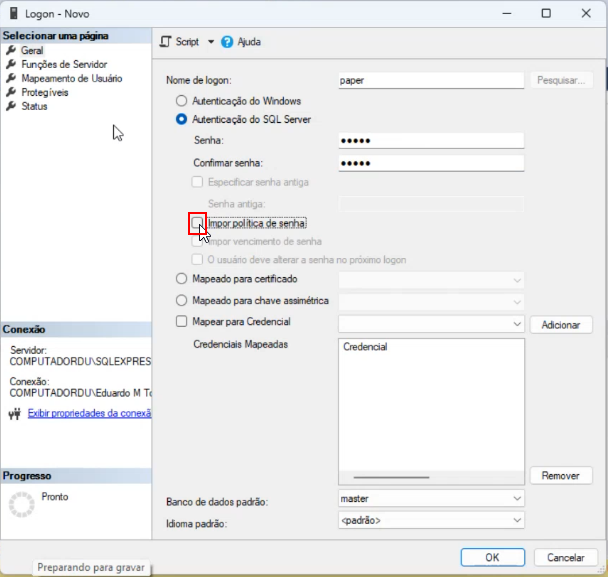 Logon - Novo
Selecionar uma página
Geral
Funções de Servidor
Mapeamento de Usuário
Protegíveis
Status
Script
Ajuda
Nome de logon:
paper
Pesquisar...
Autenticação do Windows
Autenticação do SQL Server
Senha:
•••••
Confirmar senha:
•••••
Especificar senha antiga
Senha antiga:
Impor política de senha
Impor vencimento de senha
O usuário deve alterar a senha no próximo logon
Mapeado para certificado
Mapeado para chave assimétrica
Mapear para Credencial
Adicionar
Credenciais Mapeadas
Credencial
Remover
Banco de dados padrão:
master
Idioma padrão:
<padrão>
Conexão
Servidor:
COMPUTADORDU\SQLEXPRES
Conexão:
COMPUTADORDU\Eduardo M To
Exibir propriedades da conexã
Progresso
Pronto
OK
Cancelar
Preparando para gravar